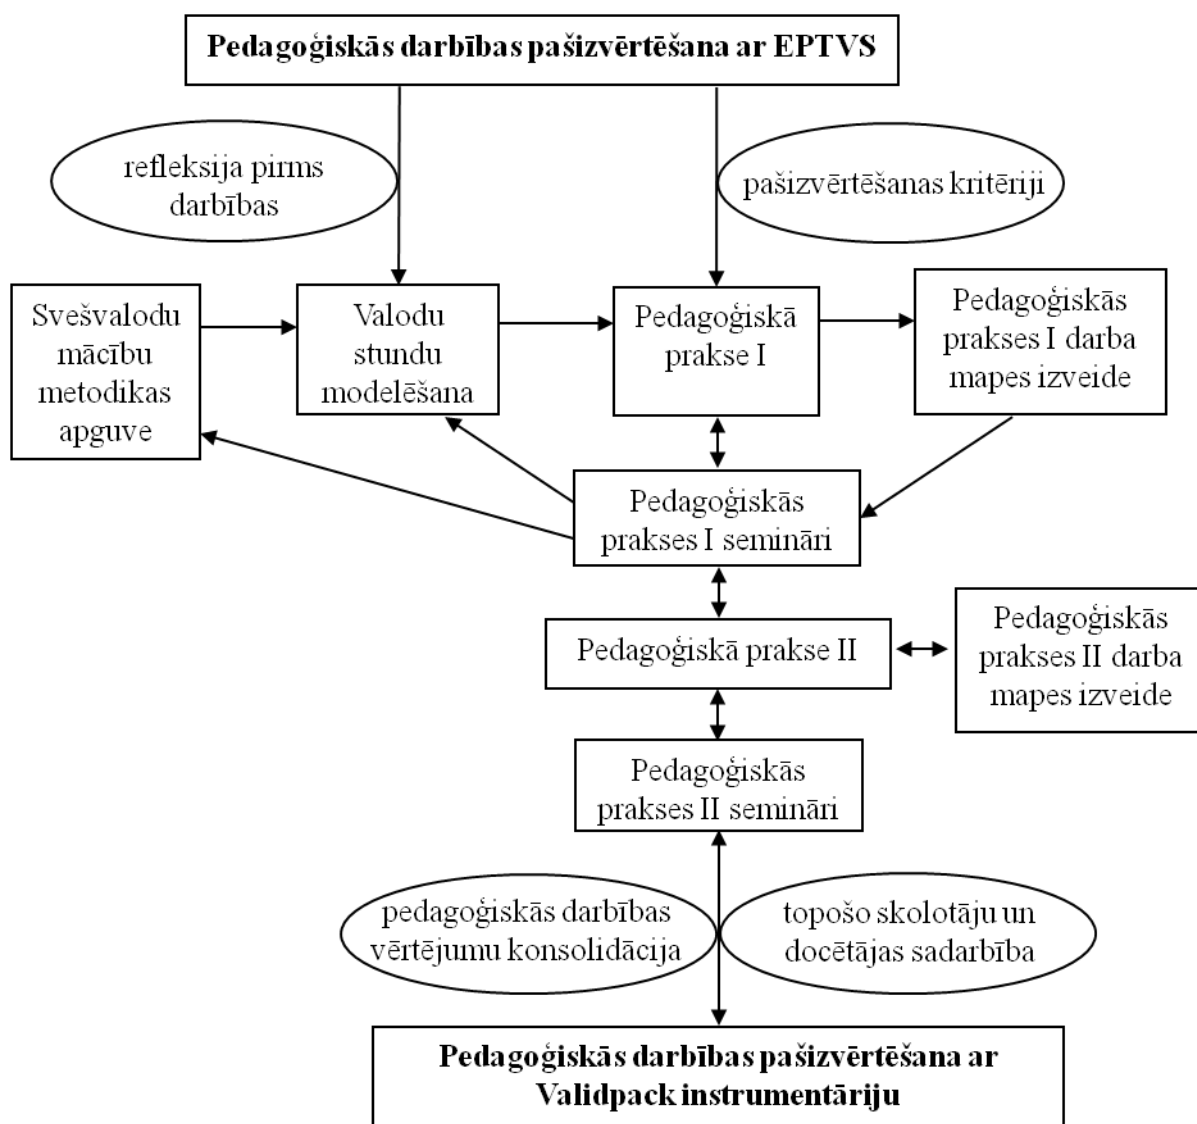 Pedagoģiskās darbības pašizvērtēšana ar EPTVS
refleksija pirms
darbības
pašizvērtēšanas kritēriji
Svešvalodu
mācību
metodikas
apguve
Valodu
stundu
modelēšana
Pedagoģiskā
prakse I
Pedagoģiskās
prakses I darba
mapes izveide
Pedagoģiskās
prakses I semināri
Pedagoģiskā prakse II
Pedagoģiskās
prakses II darba
mapes izveide
Pedagoģiskās
prakses II semināri
pedagoģiskās darbības
vērtējumu konsolidācija
topošo skolotāju un
docētājas sadarbība
Pedagoģiskās darbības pašizvērtēšana ar
Validpack instrumentāriju